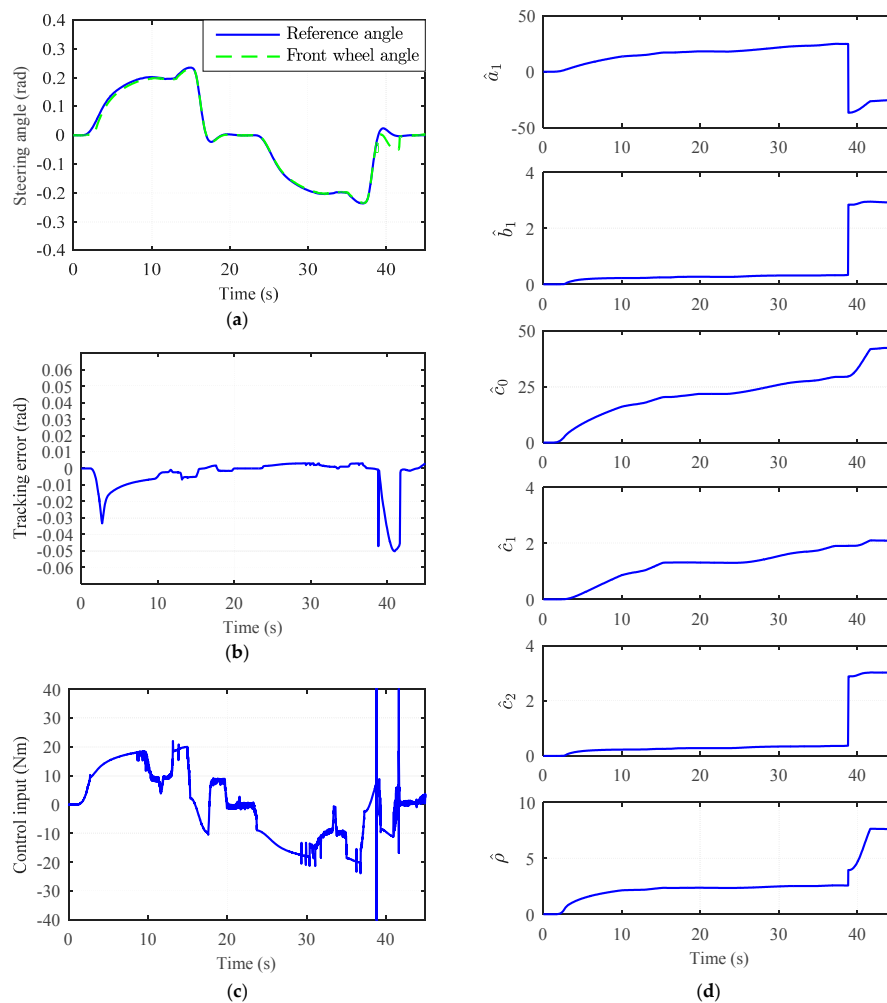 0.4
0.3
0.2
0.1
0
-0.1
-0.2
-0.3
-0.4
Steering angle (rad)
Reference angle
Front wheel angle
0 10 20 30 40
Time (s)
(a)
0.06
0.05
0.04
0.03
0.02
0.01
0
-0.01
-0.02
-0.03
-0.04
-0.05
-0.06
Tracking error (rad)
0 10 20 30 40
Time (s)
(b)
40
30
20
10
0
-10
-20
-30
-40
Control input (Nm)
0 10 20 30 40
Time (s)
(c)
50
0
-50
â₁
0 10 20 30 40
4
2
0
b̂₁
0 10 20 30 40
50
25
0
ĉ₀
0 10 20 30 40
4
2
0
ĉ₁
0 10 20 30 40
4
2
0
ĉ₂
0 10 20 30 40
10
5
0
ρ̂
0 10 20 30 40
Time (s)
(d)